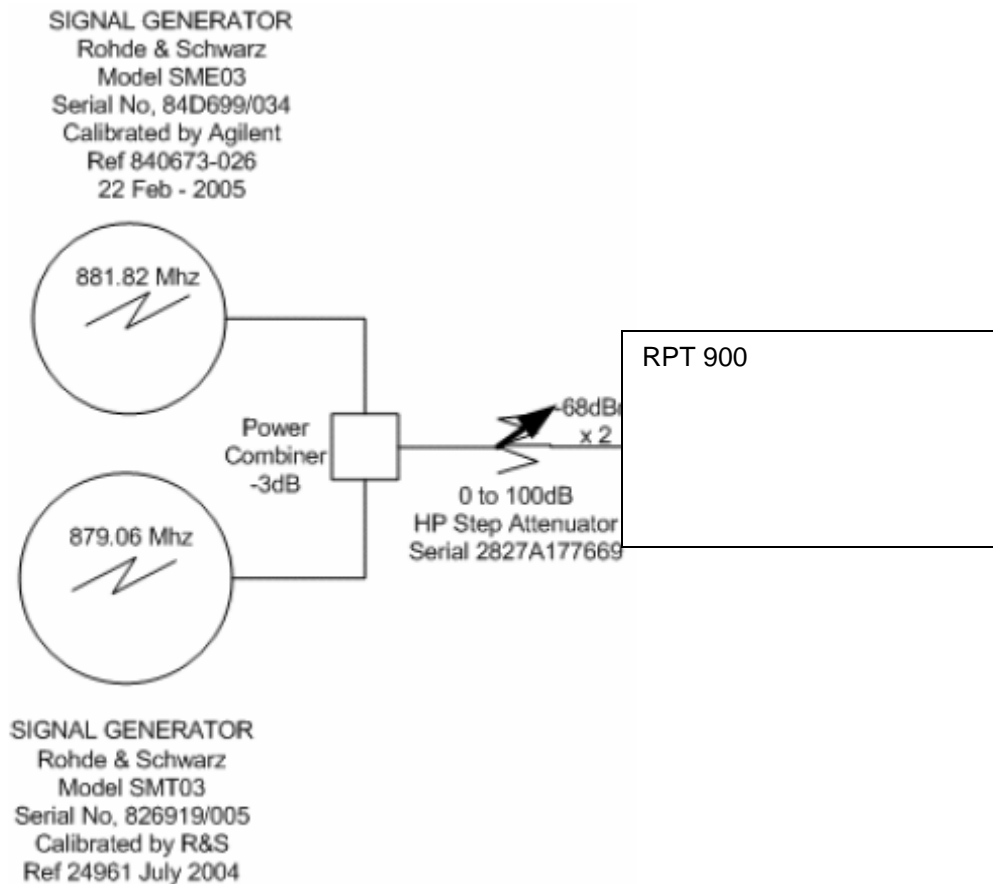 SIGNAL GENERATOR
Rohde & Schwarz
Model SME03
Serial No, 84D699/034
Calibrated by Agilent
Ref 840673-026
22 Feb - 2005
881.82 Mhz
RPT 900
-68dB
x 2
Power
Combiner
-3dB
0 to 100dB
HP Step Attenuator
Serial 2827A177669
879.06 Mhz
SIGNAL GENERATOR
Rohde & Schwarz
Model SMT03
Serial No, 826919/005
Calibrated by R&S
Ref 24961 July 2004